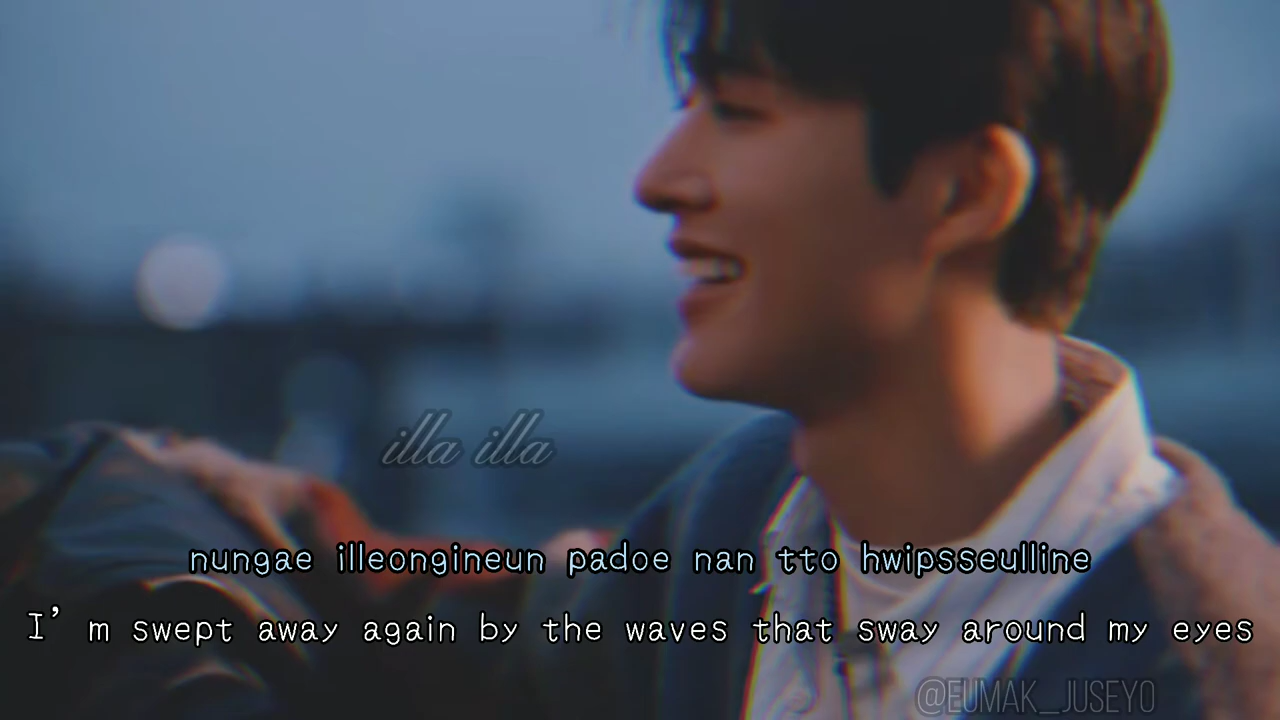 illa illa
nungae illeongineun padoe nan tto hwipsseulline
I'm swept away again by the waves that sway around my eyes
@EUMAK_JUSEYO